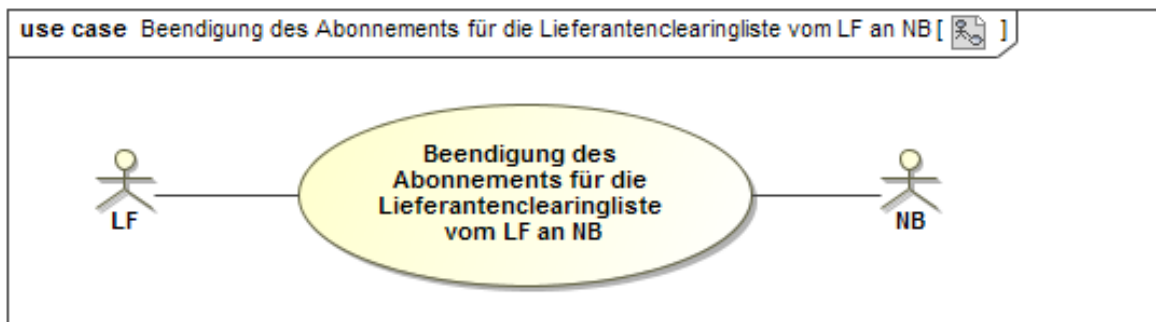 use case Beendigung des Abonnements für die Lieferantenclearingliste vom LF an NB [ ]
Beendigung des
Abonnements für die
Lieferantenclearingliste
vom LF an NB
LF
NB